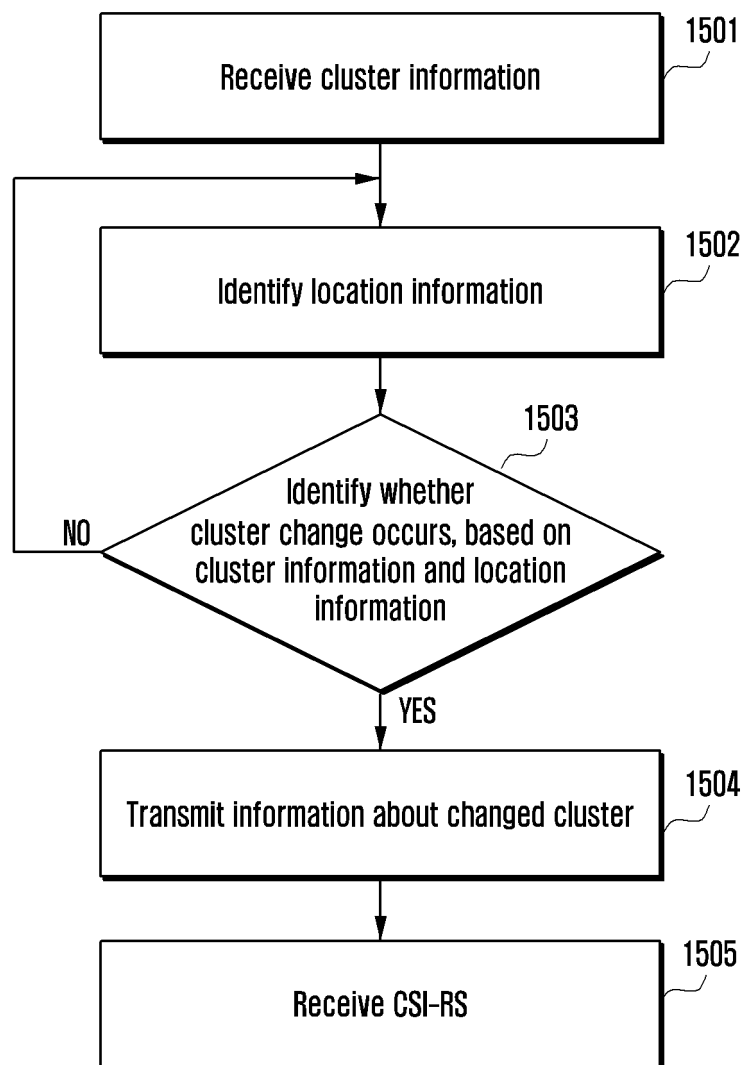 1501
Receive cluster information
1502
Identify location information
1503
Identify whether
cluster change occurs, based on
cluster information and location
information
NO
YES
1504
Transmit information about changed cluster
1505
Receive CSI-RS